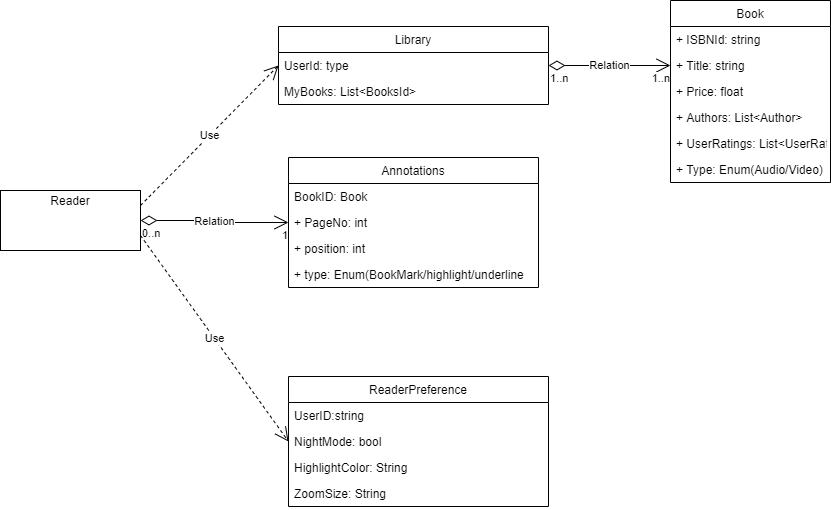 Book
+ ISBNId: string
+ Title: string
+ Price: float
+ Authors: List<Author>
+ UserRatings: List<UserRat
+ Type: Enum(Audio/Video)
Library
UserId: type
MyBooks: List<BooksId>
Relation
1..n
1..n
Use
Annotations
BookID: Book
+ PageNo: int
+ position: int
+ type: Enum(BookMark/highlight/underline
Reader
Relation
0..n
1
Use
ReaderPreference
UserID:string
NightMode: bool
HighlightColor: String
ZoomSize: String